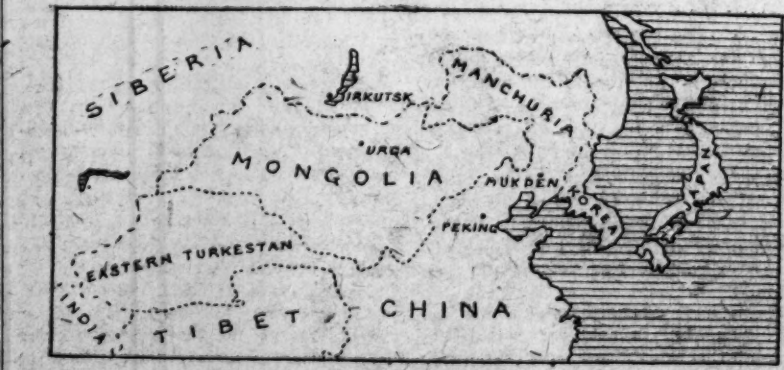 SIBERIA
MANCHURIA
IRKUTSK
URGA
MONGOLIA
JAPAN
MUKDEN
KOREA
PEKING
EASTERN TURKESTAN
INDIA
TIBET
CHINA